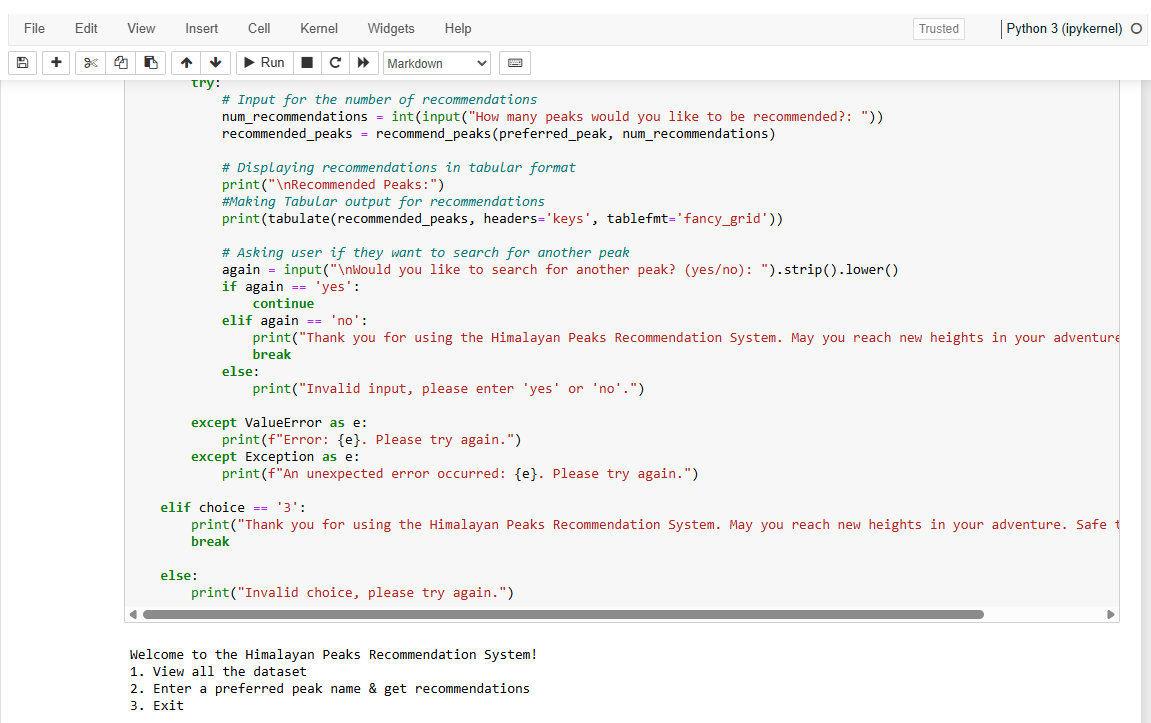 File Edit View Insert Cell Kernel Widgets Help Trusted Python 3 (ipykernel)
Run Markdown
try:
# Input for the number of recommendations
num_recommendations = int(input("How many peaks would you like to be recommended?: "))
recommended_peaks = recommend_peaks(preferred_peak, num_recommendations)
# Displaying recommendations in tabular format
print("\nRecommended Peaks:")
#Making Tabular output for recommendations
print(tabulate(recommended_peaks, headers='keys', tablefmt='fancy_grid'))
# Asking user if they want to search for another peak
again = input("\nWould you like to search for another peak? (yes/no): ").strip().lower()
if again == 'yes':
continue
elif again == 'no':
print("Thank you for using the Himalayan Peaks Recommendation System. May you reach new heights in your adventure
break
else:
print("Invalid input, please enter 'yes' or 'no'.")
except ValueError as e:
print(f"Error: {e}. Please try again.")
except Exception as e:
print(f"An unexpected error occurred: {e}. Please try again.")
elif choice == '3':
print("Thank you for using the Himalayan Peaks Recommendation System. May you reach new heights in your adventure. Safe t
break
else:
print("Invalid choice, please try again.")
Welcome to the Himalayan Peaks Recommendation System!
1. View all the dataset
2. Enter a preferred peak name & get recommendations
3. Exit